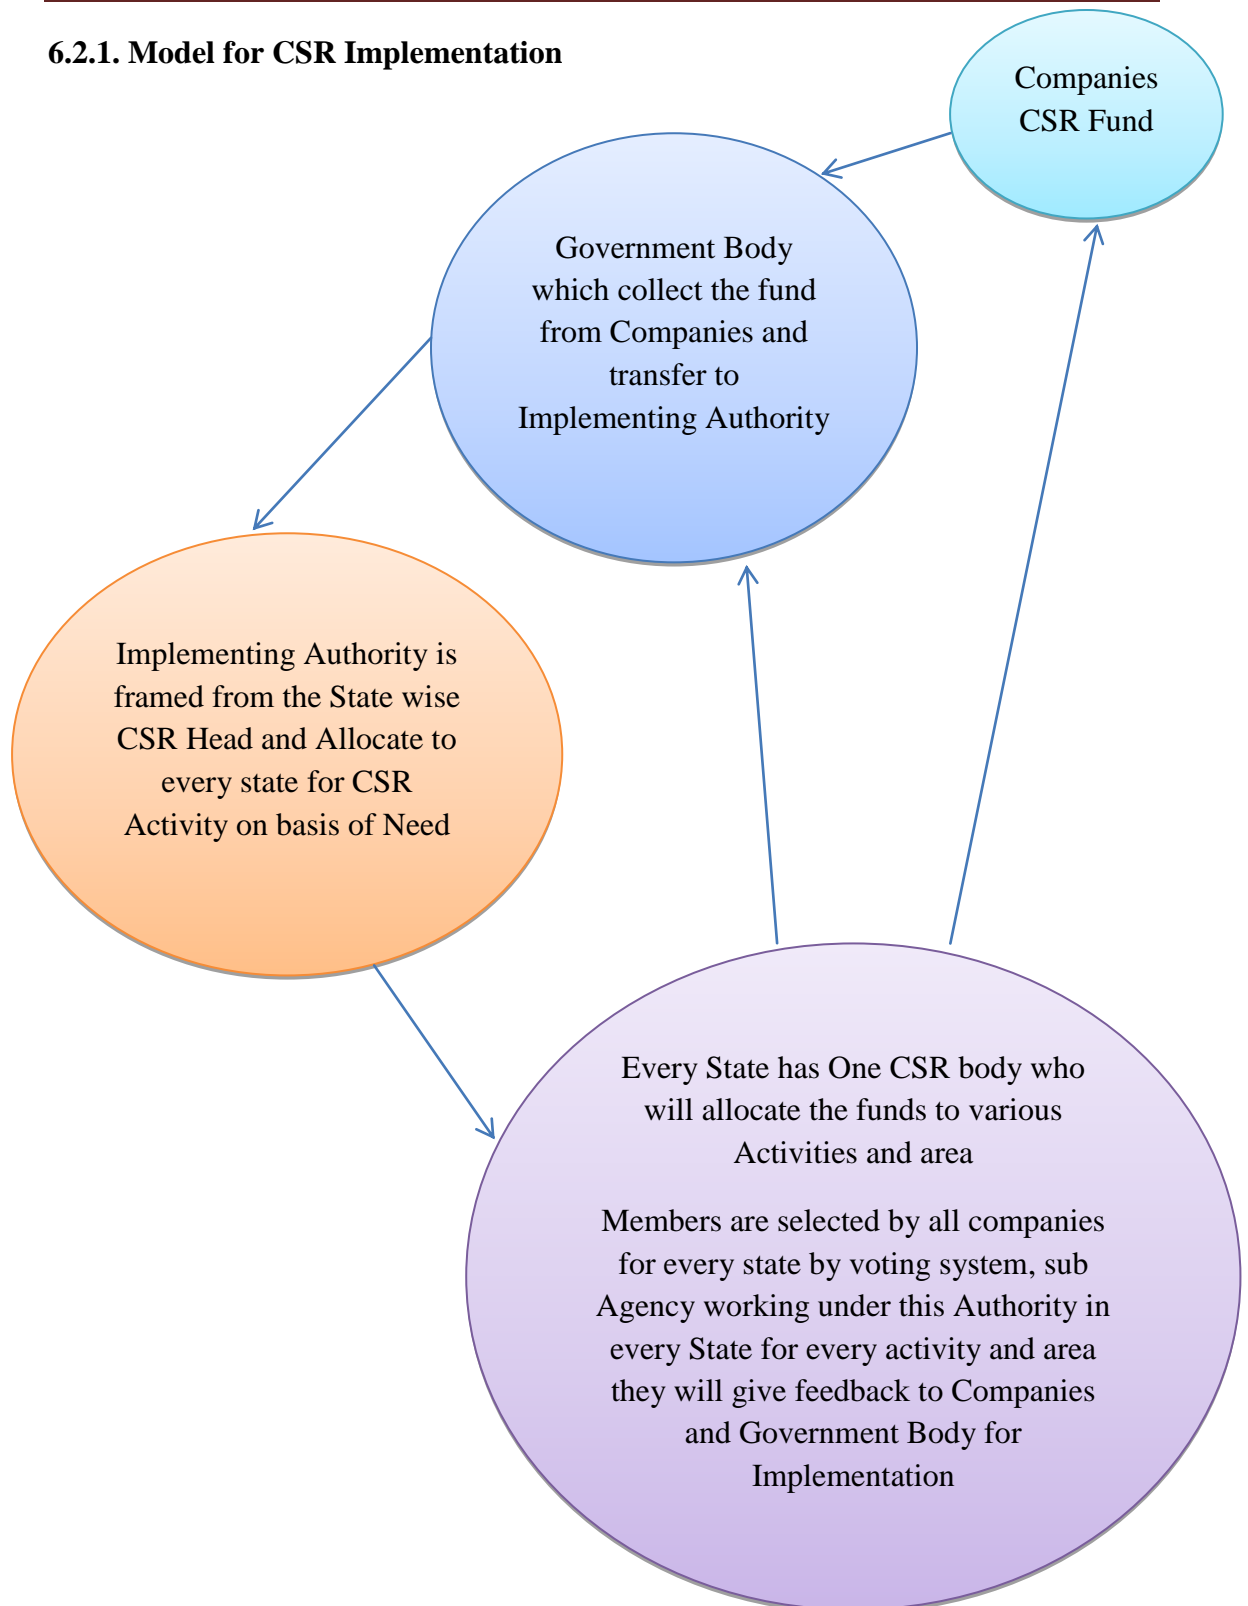 6.2.1. Model for CSR Implementation
Companies
CSR Fund
Government Body
which collect the fund
from Companies and
transfer to
Implementing Authority
Implementing Authority is
framed from the State wise
CSR Head and Allocate to
every state for CSR
Activity on basis of Need
Every State has One CSR body who
will allocate the funds to various
Activities and area
Members are selected by all companies
for every state by voting system, sub
Agency working under this Authority in
every State for every activity and area
they will give feedback to Companies
and Government Body for
Implementation